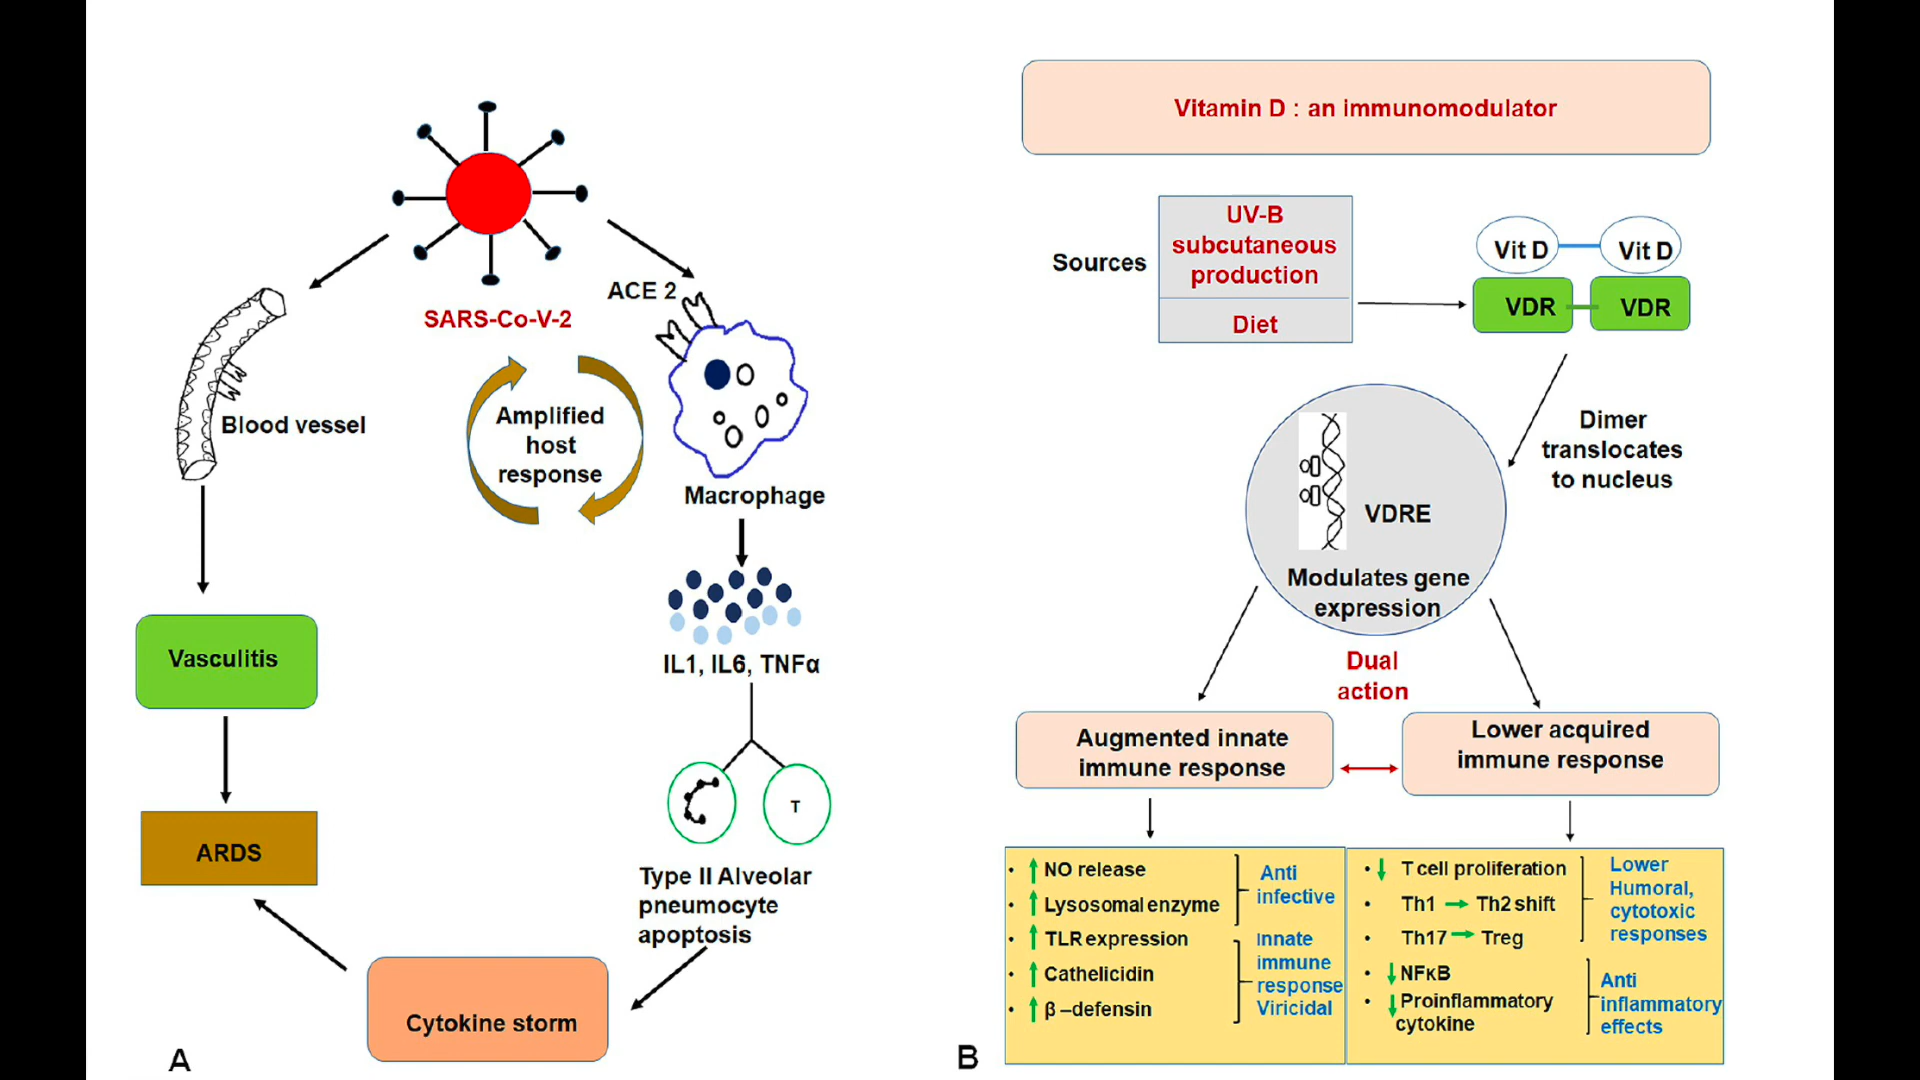 SARS-Co-V-2
ACE 2
Blood vessel
Amplified
host
response
Macrophage
IL1, IL6, TNFα
Vasculitis
T
ARDS
Type II Alveolar
pneumocyte
apoptosis
Cytokine storm
A
Vitamin D : an immunomodulator
Sources
UV-B
subcutaneous
production
Diet
Vit D
Vit D
VDR
VDR
Dimer
translocates
to nucleus
VDRE
Modulates gene
expression
Dual
action
Augmented innate
immune response
Lower acquired
immune response
• ↑ NO release
• ↑ Lysosomal enzyme
• ↑ TLR expression
• ↑ Cathelicidin
• ↑ β –defensin
Anti
infective
Innate
immune
response
Viricidal
• ↓ T cell proliferation
• Th1 → Th2 shift
• Th17 → Treg
• ↓ NFκB
• ↓ Proinflammatory
cytokine
Lower
Humoral,
cytotoxic
responses
Anti
inflammatory
effects
B